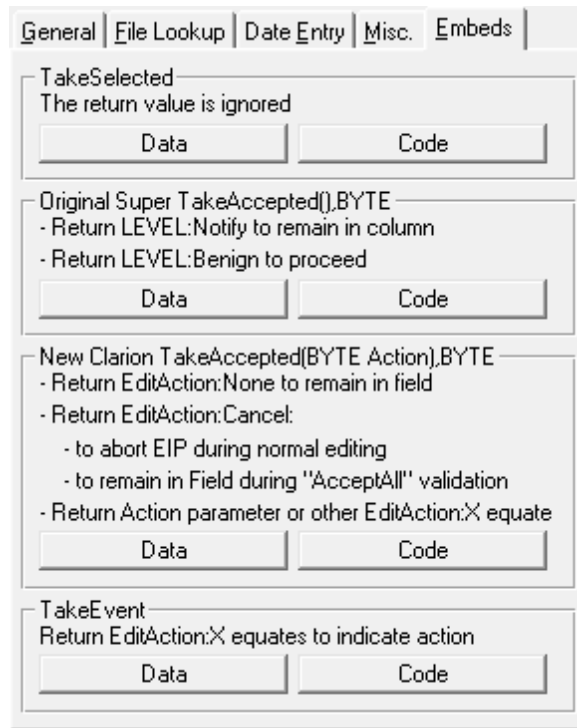 General File Lookup Date Entry Misc. Embeds
TakeSelected
The return value is ignored
Data Code
Original Super TakeAccepted(),BYTE
- Return LEVEL:Notify to remain in column
- Return LEVEL:Benign to proceed
Data Code
New Clarion TakeAccepted(BYTE Action),BYTE
- Return EditAction:None to remain in field
- Return EditAction:Cancel:
- to abort EIP during normal editing
- to remain in Field during "AcceptAll" validation
- Return Action parameter or other EditAction:X equate
Data Code
TakeEvent
Return EditAction:X equates to indicate action
Data Code